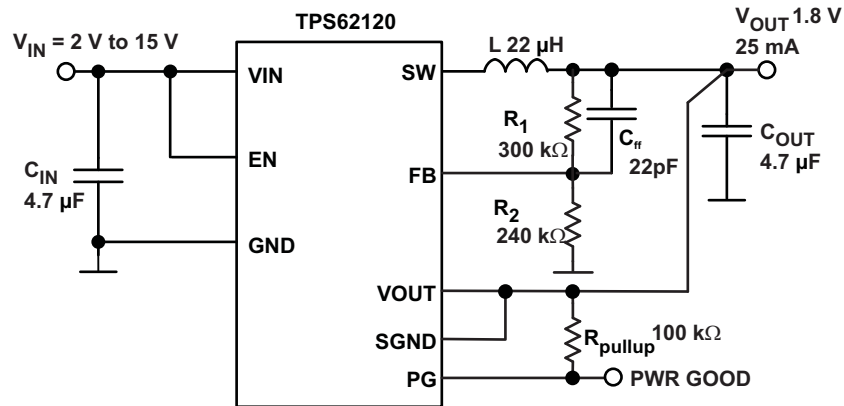 TPS62120
V_IN = 2 V to 15 V
V_OUT 1.8 V
25 mA
VIN
SW
L 22 µH
EN
R_1
300 kΩ
C_ff
22pF
C_OUT
4.7 µF
C_IN
4.7 µF
FB
R_2
240 kΩ
GND
VOUT
SGND
R_pullup 100 kΩ
PG
PWR GOOD